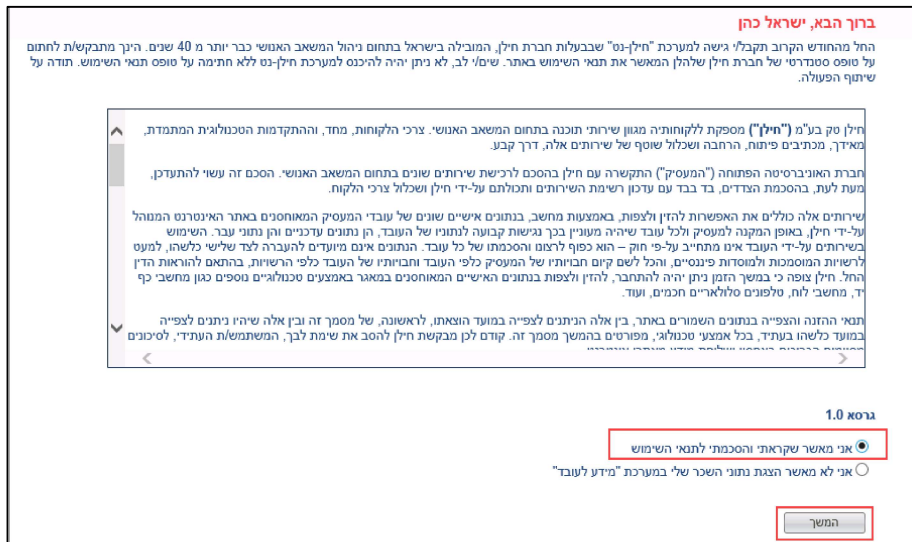 ברוך הבא, ישראל כהן
החל מהחודש הקרוב תקבל/י גישה למערכת "חילן-נט" שבבעלות חברת חילן, המובילה בישראל בתחום ניהול המשאב האנושי כבר יותר מ 40 שנים. הינך מתבקש/ת לחתום
על טופס סטנדרטי של חברת חילן שלהלן המאשר את תנאי השימוש באתר. שים/י לב, לא ניתן יהיה להיכנס למערכת חילן-נט ללא חתימה על טופס תנאי השימוש. תודה על
שיתוף הפעולה.
חילן טק בע"מ ("חילן") מספקת ללקוחותיה מגוון שירותי תוכנה בתחום המשאב האנושי. צרכי הלקוחות, מחד, וההתקדמות הטכנולוגית המתמדת,
מאידך, מכתיבים פיתוח, הרחבה ושכלול שוטף של שירותים אלה, דרך קבע.
חברת האוניברסיטה הפתוחה ("המעסיק") התקשרה עם חילן בהסכם לרכישת שירותים שונים בתחום המשאב האנושי. הסכם זה עשוי להתעדכן,
מעת לעת, בהסכמת הצדדים, בד בבד עם עדכון רשימת השירותים ותכולתם על-ידי חילן ושכלול צרכי הלקוח.
שירותים אלה כוללים את האפשרות להזין ולצפות, באמצעות מחשב, בנתונים אישיים שונים של עובדי המעסיק המאוחסנים באתר האינטרנט המנוהל
על-ידי חילן, באופן המקנה למעסיק ולכל עובד שיהיה מעוניין בכך נגישות קבועה לנתוניו של העובד, הן נתונים עדכניים והן נתוני עבר. השימוש
בשירותים על-ידי העובד אינו מתחייב על-פי חוק – הוא כפוף לרצונו והסכמתו של כל עובד. הנתונים אינם מיועדים להעברה לצד שלישי כלשהו, למעט
לרשויות המוסמכות ולמוסדות פיננסיים, והכל לשם קיום חבויותיו של המעסיק כלפי העובד וחבויותיו של העובד כלפי הרשויות, בהתאם להוראות הדין
החל. חילן צופה כי במשך הזמן ניתן יהיה להתחבר, להזין ולצפות בנתונים האישיים המאוחסנים במאגר באמצעים טכנולוגיים נוספים כגון מחשבי כף
יד, מחשבי לוח, טלפונים סלולאריים חכמים, ועוד.
תנאי ההזנה והצפייה בנתונים השמורים באתר, בין אלה הניתנים לצפייה במועד הוצאתו, לראשונה, של מסמך זה ובין אלה שיהיו ניתנים לצפייה
במועד כלשהו בעתיד, בכל אמצעי טכנולוגי, מפורטים בהמשך מסמך זה. קודם לכן מבקשת חילן להסב את שימת לבך, המשתמש/ת העתידי, לסיכונים
גרסא 1.0
אני מאשר שקראתי והסכמתי לתנאי השימוש
אני לא מאשר הצגת נתוני השכר שלי במערכת "מידע לעובד"
המשך